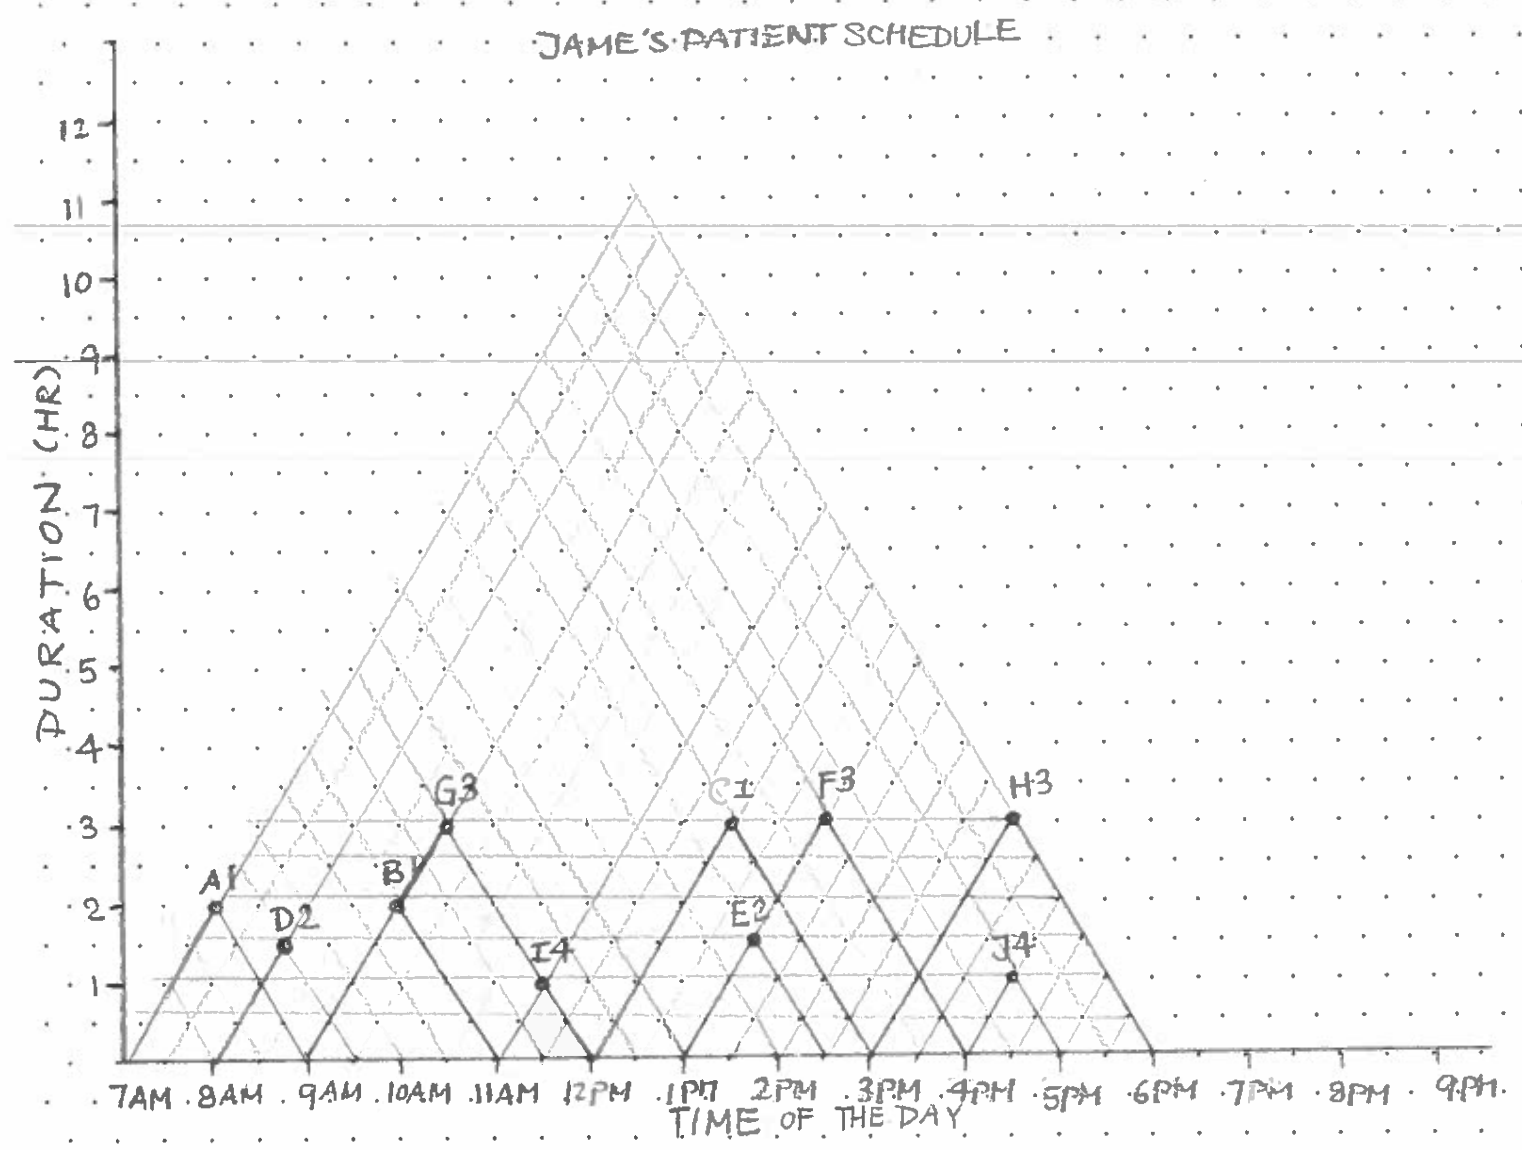 JAME'S PATIENT SCHEDULE
12
11
10
9
8
7
6
5
4
3
2
1
DURATION (HR)
G3
C1
F3
H3
A1
B1
D2
E2
I4
J4
7AM 8AM 9AM 10AM 11AM 12PM 1PM 2PM 3PM 4PM 5PM 6PM 7PM 8PM 9PM
TIME OF THE DAY